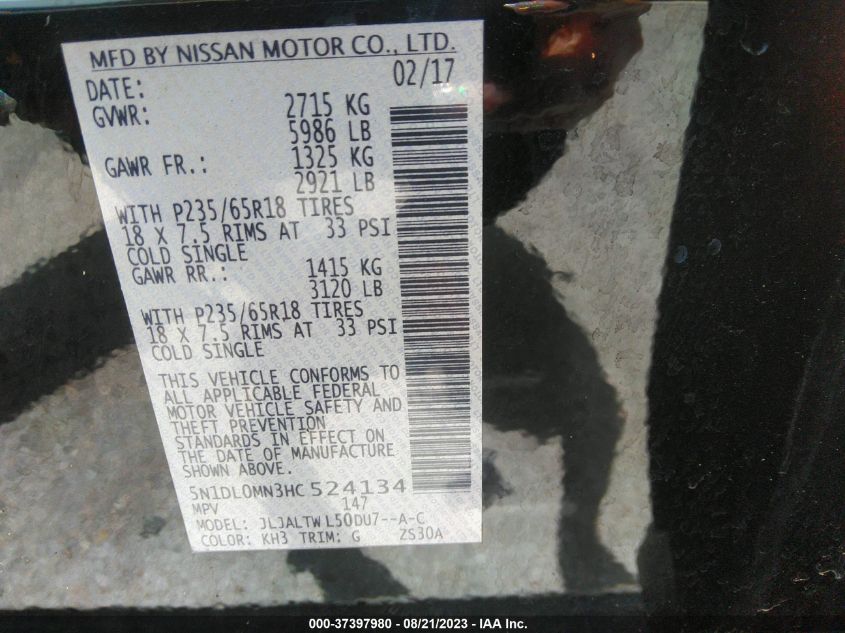 MFD BY NISSAN MOTOR CO., LTD.
DATE: 02/17
GVWR: 2715 KG
5986 LB
GAWR FR.: 1325 KG
2921 LB
WITH P235/65R18 TIRES
18 X 7.5 RIMS AT 33 PSI
COLD SINGLE
GAWR RR.: 1415 KG
3120 LB
WITH P235/65R18 TIRES
18 X 7.5 RIMS AT 33 PSI
COLD SINGLE
THIS VEHICLE CONFORMS TO
ALL APPLICABLE FEDERAL
MOTOR VEHICLE SAFETY AND
THEFT PREVENTION
STANDARDS IN EFFECT ON
THE DATE OF MANUFACTURE
SHOWN ABOVE.
5N1DL0MN3HC 524134
MPV 147
MODEL: JLJALTW L50DU7--A-C
COLOR: KH3 TRIM: G ZS30A
000-37397980 - 08/21/2023 - IAA Inc.